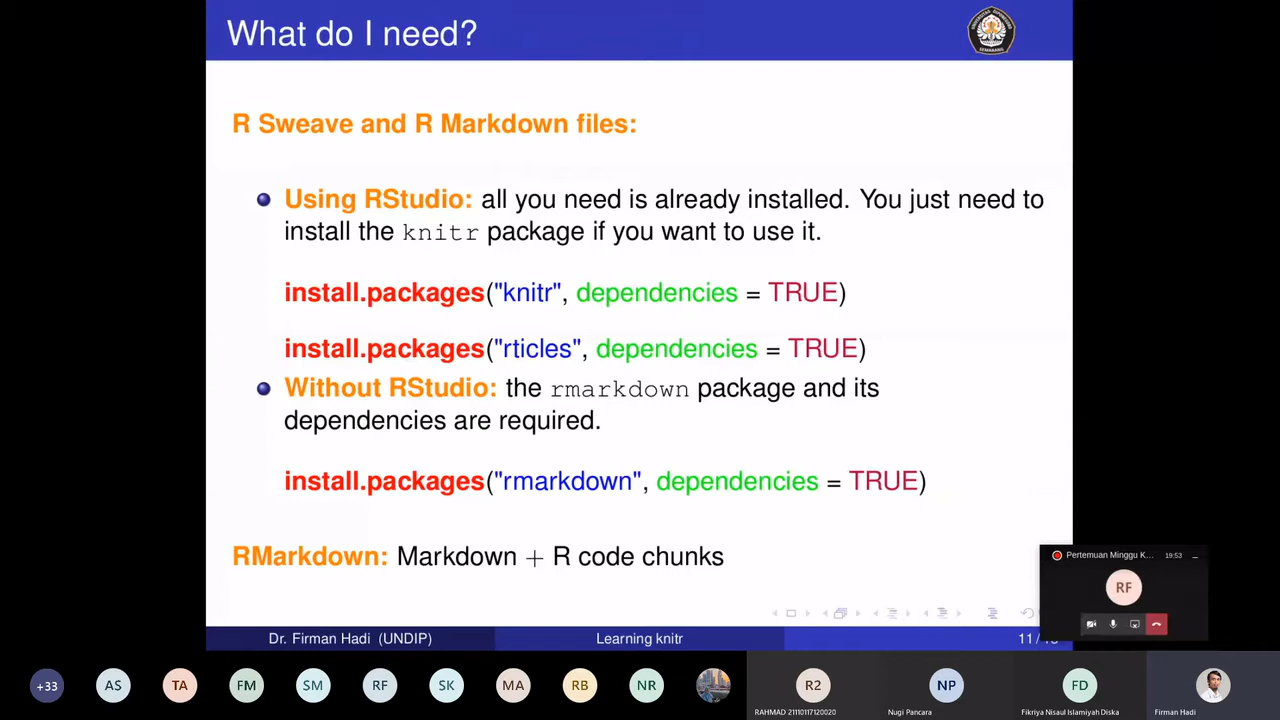 What do I need?
R Sweave and R Markdown files:
Using RStudio: all you need is already installed. You just need to
install the knitr package if you want to use it.
install.packages("knitr", dependencies = TRUE)
install.packages("rticles", dependencies = TRUE)
Without RStudio: the rmarkdown package and its
dependencies are required.
install.packages("rmarkdown", dependencies = TRUE)
RMarkdown: Markdown + R code chunks
Pertemuan Minggu K... 19:53
RF
Dr. Firman Hadi (UNDIP) Learning knitr 11 /
+33 AS TA FM SM RF SK MA RB NR R2 NP FD
RAHMAD 21110117120020 Nugi Pancara Fikriya Nisaul Islamiyah Diska Firman Hadi